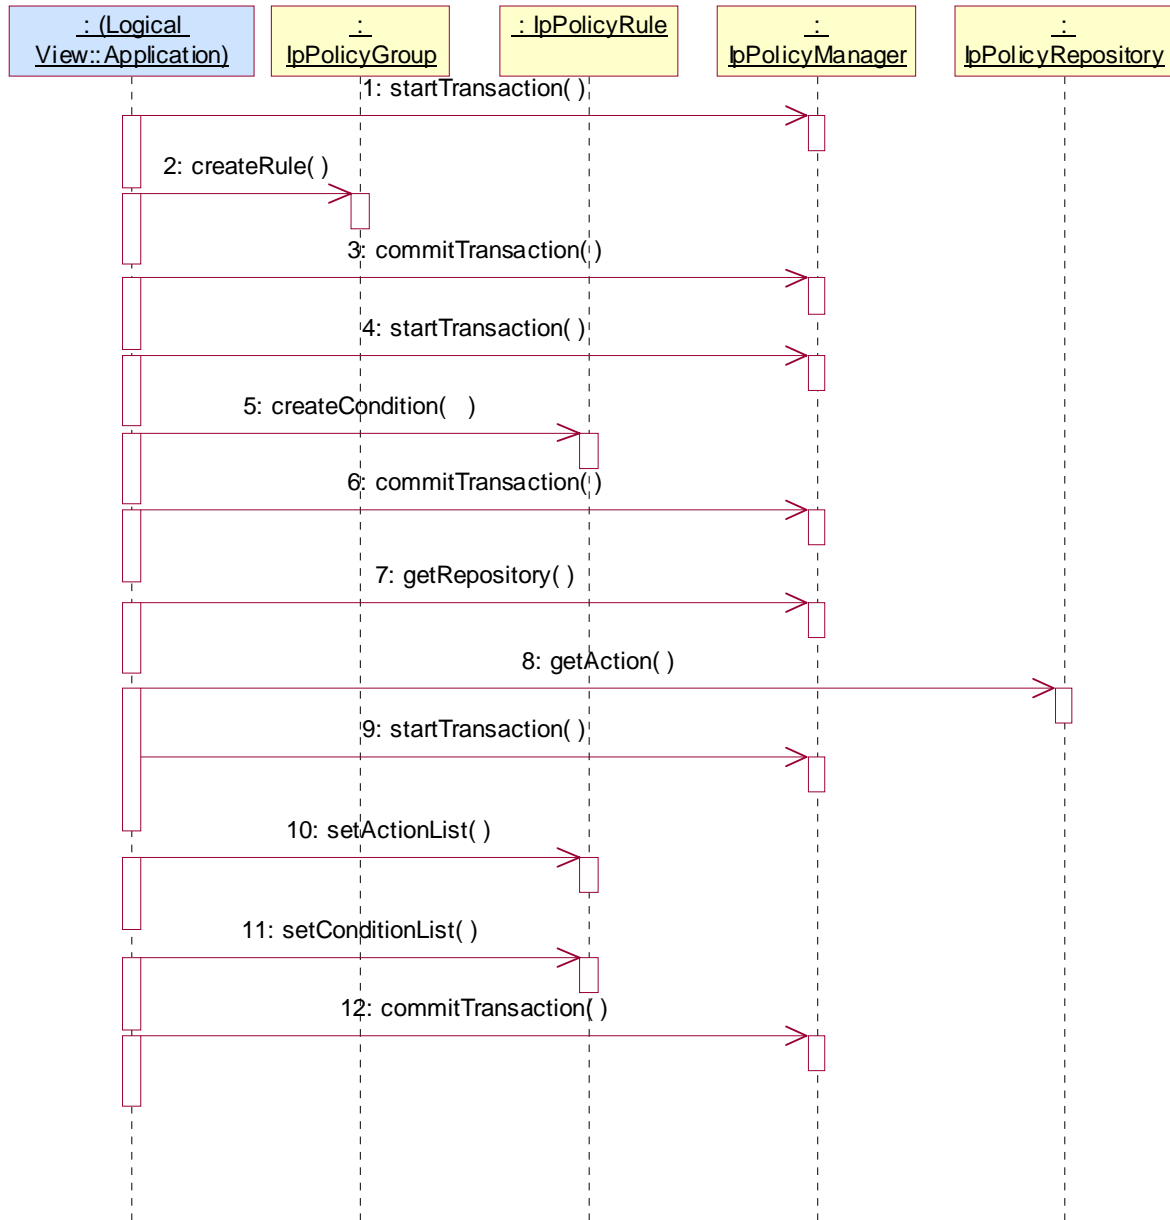 : (Logical
View::Application)
:
IpPolicyGroup
: IpPolicyRule
:
IpPolicyManager
:
IpPolicyRepository
1: startTransaction( )
2: createRule( )
3: commitTransaction( )
4: startTransaction( )
5: createCondition(   )
6: commitTransaction( )
7: getRepository( )
8: getAction( )
9: startTransaction( )
10: setActionList( )
11: setConditionList( )
12: commitTransaction( )